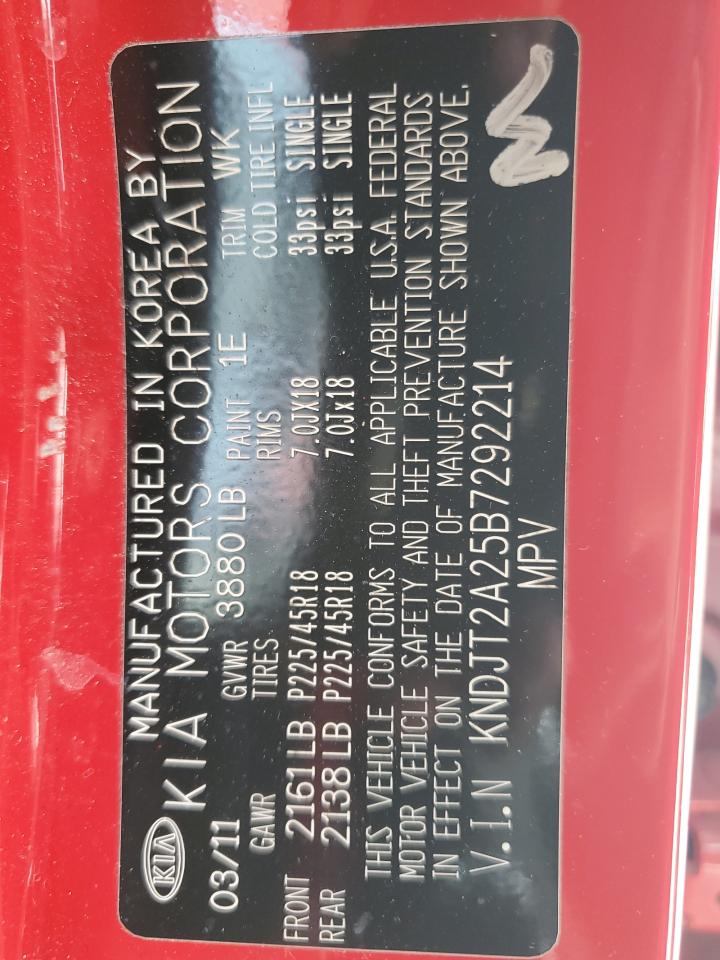 KIA
MANUFACTURED IN KOREA BY
KIA MOTORS CORPORATION
03/11 GVWR 3880LB PAINT 1E TRIM WK
GAWR TIRES RIMS COLD TIRE INFL
FRONT 2161LB P225/45R18 7.0JX18 33psi SINGLE
REAR 2138LB P225/45R18 7.0Jx18 33psi SINGLE
THIS VEHICLE CONFORMS TO ALL APPLICABLE U.S.A. FEDERAL
MOTOR VEHICLE SAFETY AND THEFT PREVENTION STANDARDS
IN EFFECT ON THE DATE OF MANUFACTURE SHOWN ABOVE.
V.I.N KNDJT2A25B7292214
MPV